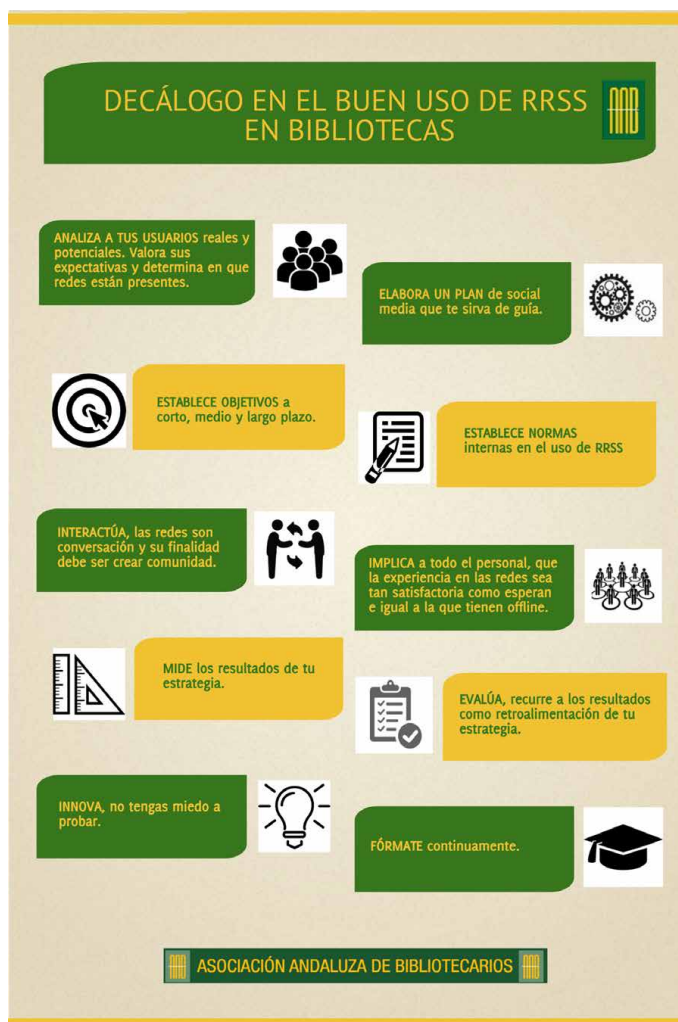 DECÁLOGO EN EL BUEN USO DE RRSS
EN BIBLIOTECAS
AAB
ANALIZA A TUS USUARIOS reales y
potenciales. Valora sus
expectativas y determina en que
redes están presentes.
ELABORA UN PLAN de social
media que te sirva de guía.
ESTABLECE OBJETIVOS a
corto, medio y largo plazo.
ESTABLECE NORMAS
internas en el uso de RRSS
INTERACTÚA, las redes son
conversación y su finalidad
debe ser crear comunidad.
IMPLICA a todo el personal, que
la experiencia en las redes sea
tan satisfactoria como esperan
e igual a la que tienen offline.
MIDE los resultados de tu
estrategia.
EVALÚA, recurre a los resultados
como retroalimentación de tu
estrategia.
INNOVA, no tengas miedo a
probar.
FÓRMATE continuamente.
AAB ASOCIACIÓN ANDALUZA DE BIBLIOTECARIOS AAB